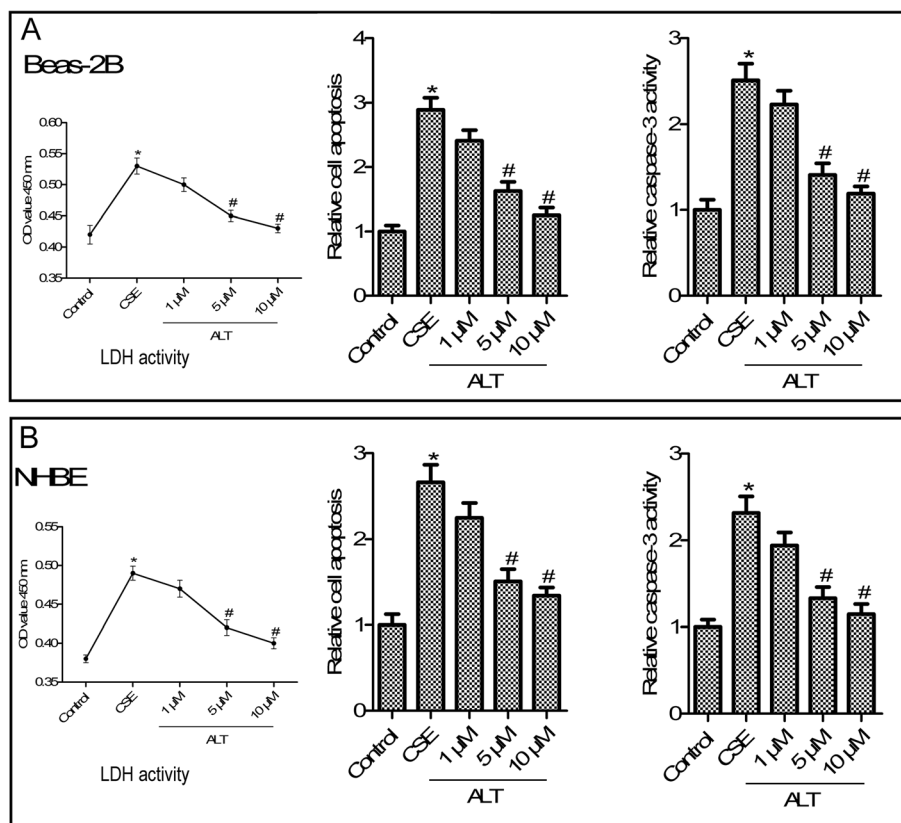 A
Beas-2B
OD value 450 nm
0.60
0.55
0.50
0.45
0.40
0.35
*
#
#
Control
CSE
1 µM
5 µM
10 µM
ALT
LDH activity
Relative cell apoptosis
4
3
2
1
0
*
#
#
Control
CSE
1 µM
5 µM
10 µM
ALT
Relative caspase-3 activity
3
2
1
0
*
#
#
Control
CSE
1 µM
5 µM
10 µM
ALT
B
NHBE
OD value 450 nm
0.55
0.50
0.45
0.40
0.35
*
#
#
Control
CSE
1 µM
5 µM
10 µM
ALT
LDH activity
Relative cell apoptosis
3
2
1
0
*
#
#
Control
CSE
1 µM
5 µM
10 µM
ALT
Relative caspase-3 activity
3
2
1
0
*
#
#
Control
CSE
1 µM
5 µM
10 µM
ALT